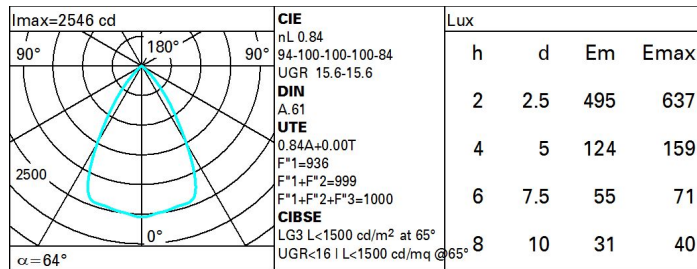 Imax=2546 cd
90°
180°
90°
2500
0°
α=64°
CIE
nL 0.84
94-100-100-100-84
UGR 15.6-15.6
DIN
A.61
UTE
0.84A+0.00T
F"1=936
F"1+F"2=999
F"1+F"2+F"3=1000
CIBSE
LG3 L<1500 cd/m² at 65°
UGR<16 | L<1500 cd/mq @65°
Lux
h d Em Emax
2 2.5 495 637
4 5 124 159
6 7.5 55 71
8 10 31 40